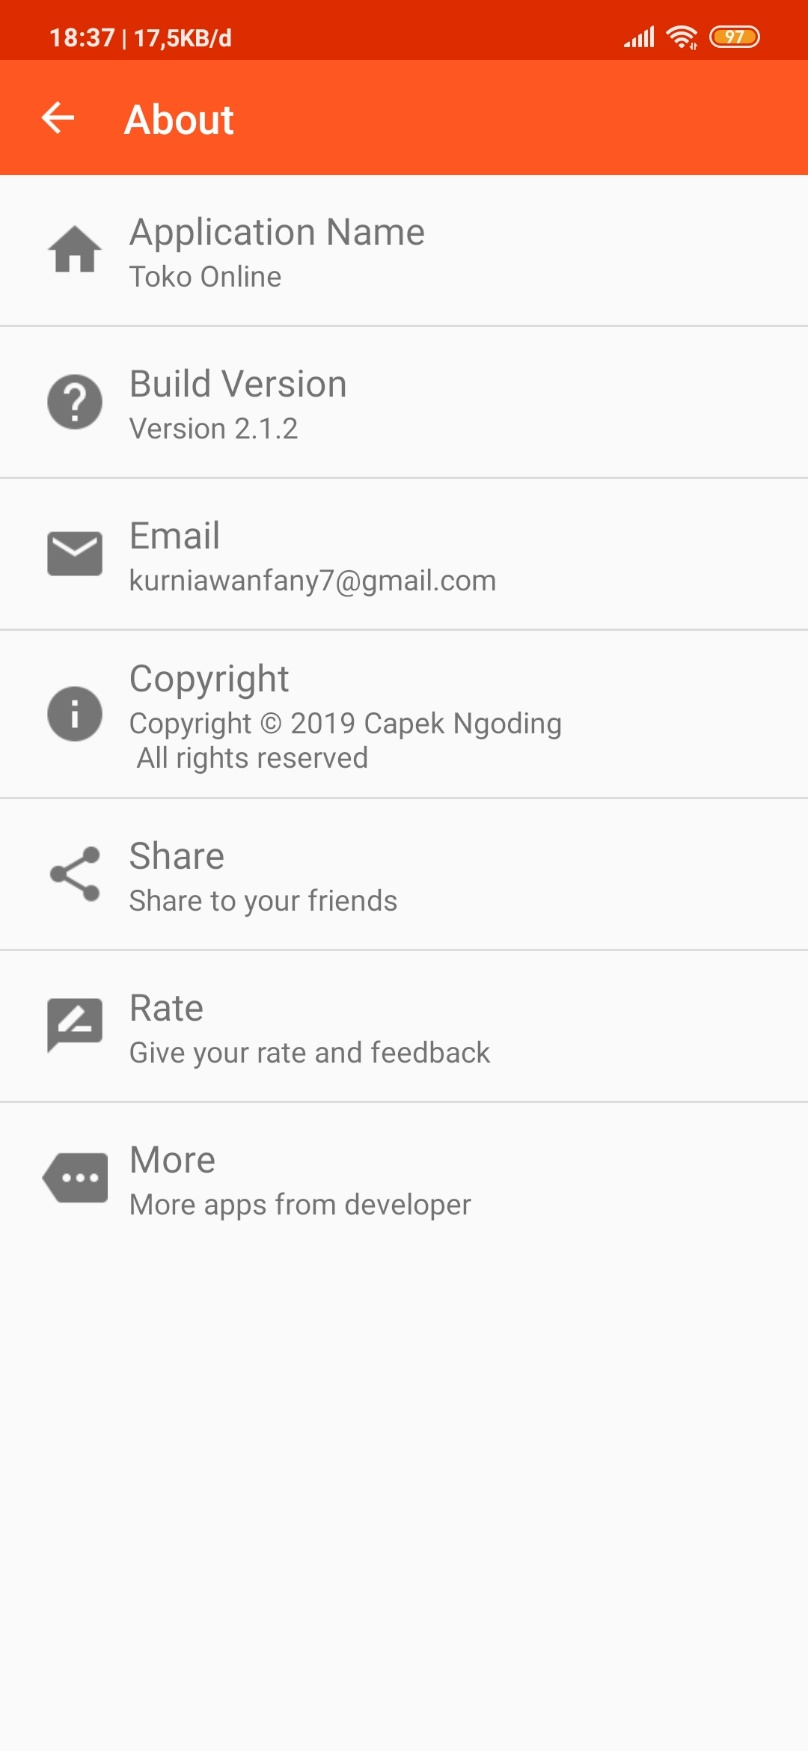 18:37 | 17,5KB/d
97
About
Application Name
Toko Online
Build Version
Version 2.1.2
Email
kurniawanfany7@gmail.com
Copyright
Copyright © 2019 Capek Ngoding
All rights reserved
Share
Share to your friends
Rate
Give your rate and feedback
More
More apps from developer